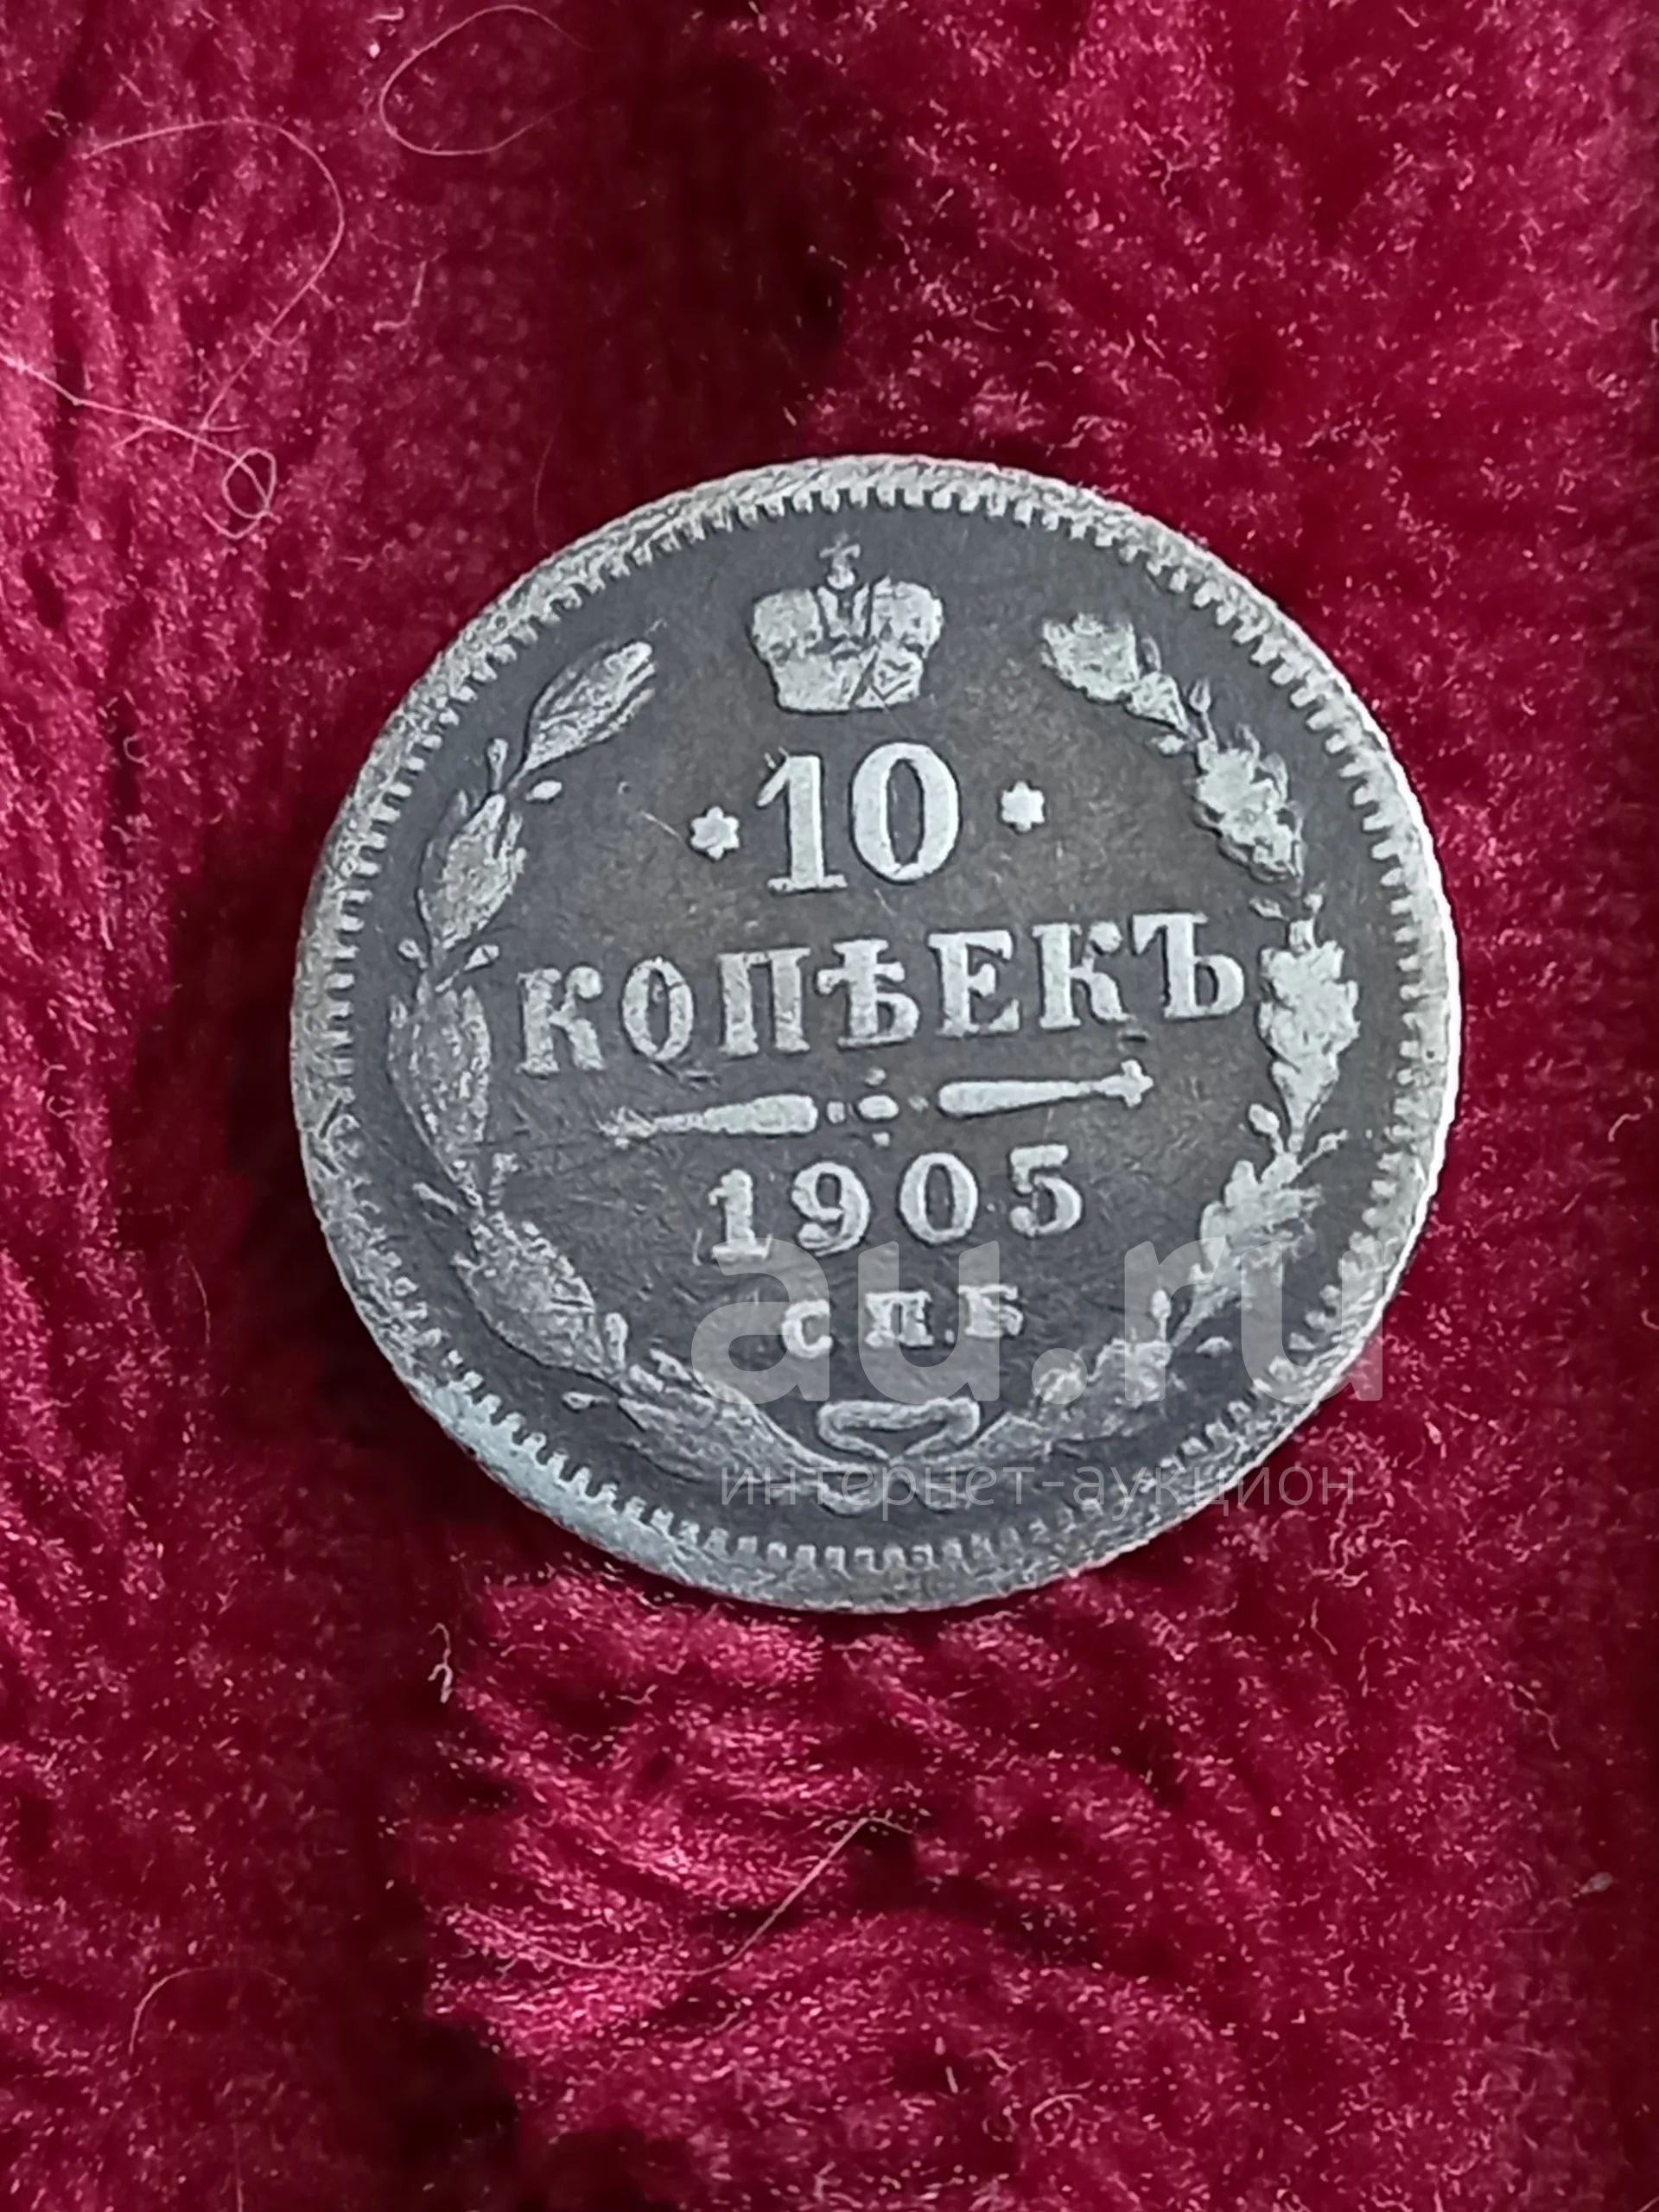 10
КОПѢЕКЪ
1905
СПБ
au.ru
интернет-аукцион